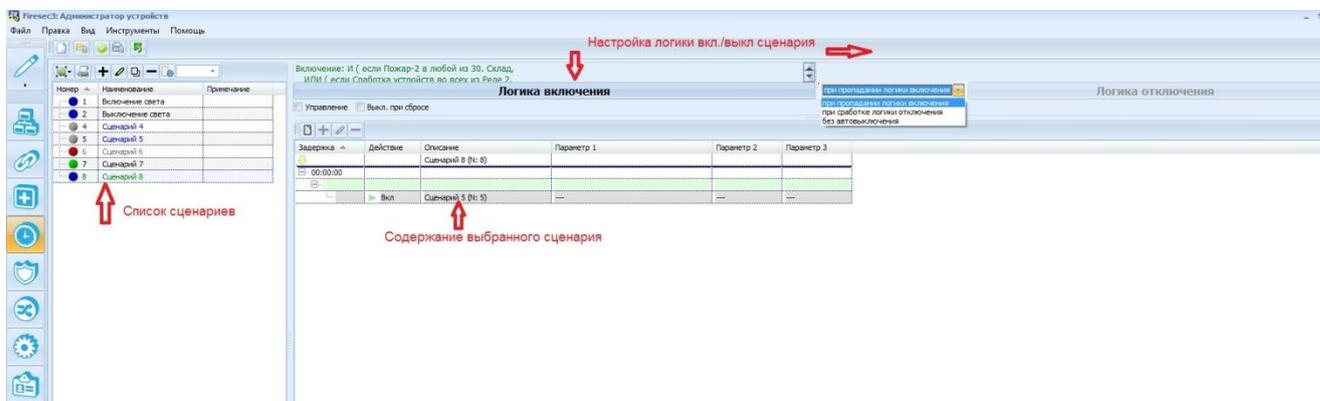 Firesec3: Администратор устройств
Файл Правка Вид Инструменты Помощь
Настройка логики вкл./выкл сценария
Включение: И ( если Пожар-2 в любой из 30. Склад,
ИЛИ ( если Сработка устройств во всех из Реле 2,
Логика включения
при пропадании логики включения
Логика отключения
при пропадании логики включения
при сработке логики отключения
без автовыключения
Управление Выкл. при сбросе
Номер Наименование Примечание
1 Включение света
2 Выключение света
4 Сценарий 4
5 Сценарий 5
6 Сценарий 6
7 Сценарий 7
8 Сценарий 8
Список сценариев
Задержка Действие Описание Параметр 1 Параметр 2 Параметр 3
Сценарий 8 (N: 8)
00:00:00
Вкл Сценарий 5 (N: 5) --- --- ---
Содержание выбранного сценария